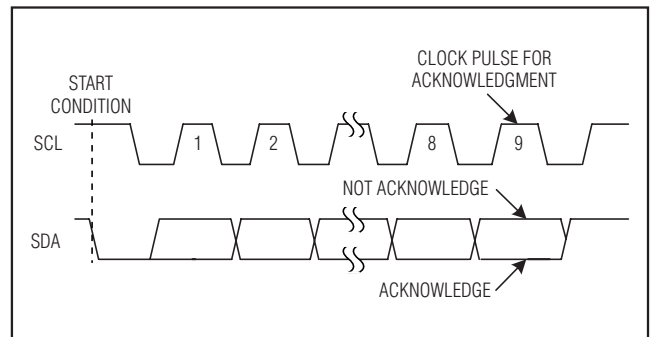 CLOCK PULSE FOR
ACKNOWLEDGMENT
START
CONDITION
SCL
1
2
8
9
NOT ACKNOWLEDGE
SDA
ACKNOWLEDGE